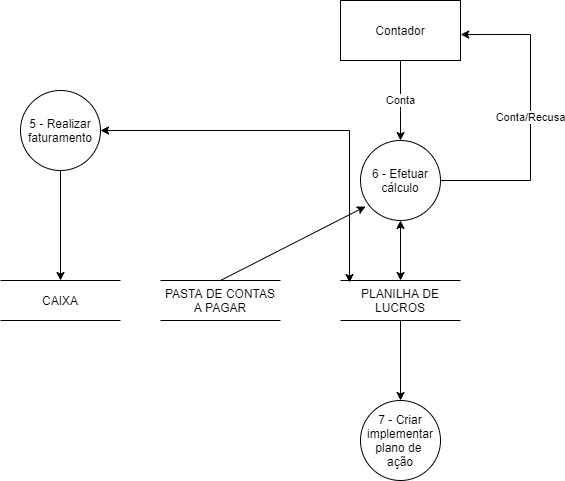 Contador
Conta
Conta/Recusa
5 - Realizar
faturamento
6 - Efetuar
cálculo
CAIXA
PASTA DE CONTAS
A PAGAR
PLANILHA DE
LUCROS
7 - Criar
implementar
plano de
ação